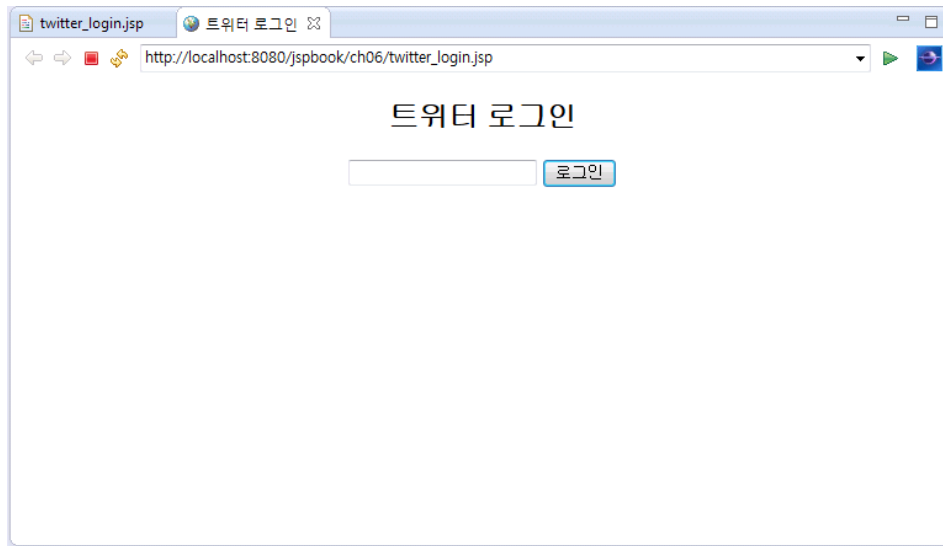 twitter_login.jsp 트위터 로그인
http://localhost:8080/jspbook/ch06/twitter_login.jsp
트위터 로그인
로그인